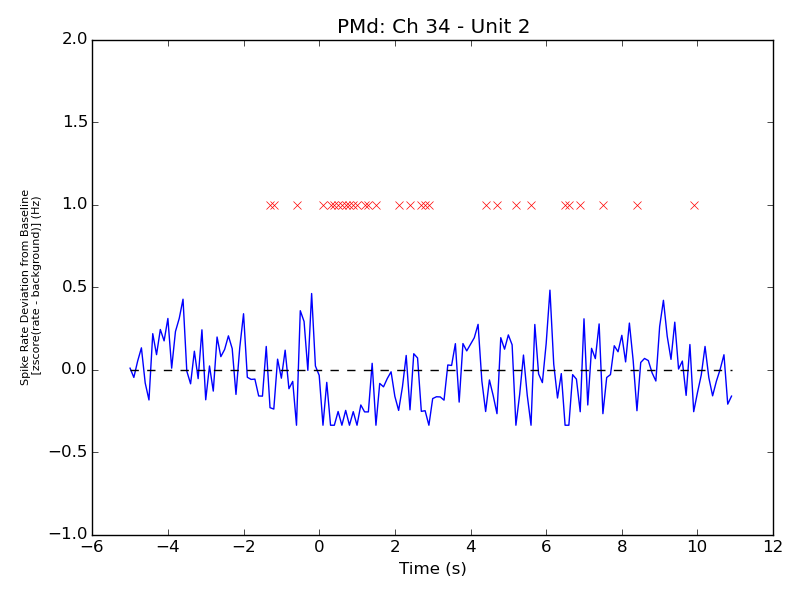 PMd: Ch 34 - Unit 2
2.0
1.5
1.0
0.5
0.0
−0.5
−1.0
Spike Rate Deviation from Baseline
[zscore(rate - background)] (Hz)
−6 −4 −2 0 2 4 6 8 10 12
Time (s)